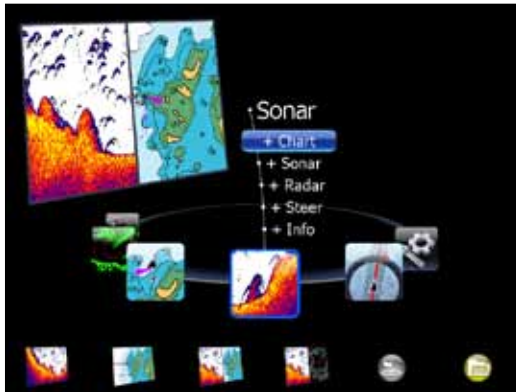 Sonar
+ Chart
+ Sonar
+ Radar
+ Steer
+ Info